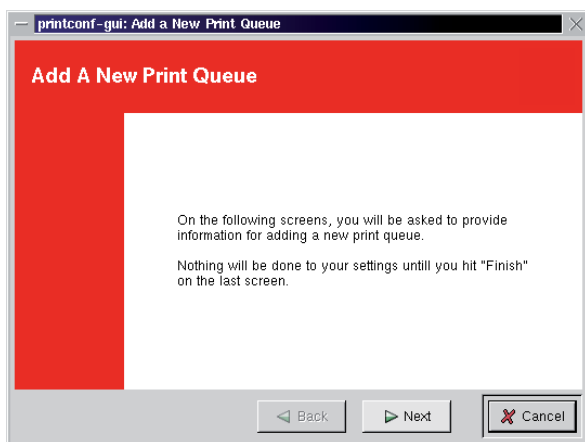 printconf-gui: Add a New Print Queue
Add A New Print Queue
On the following screens, you will be asked to provide
information for adding a new print queue.
Nothing will be done to your settings untill you hit "Finish"
on the last screen.
Back
Next
Cancel